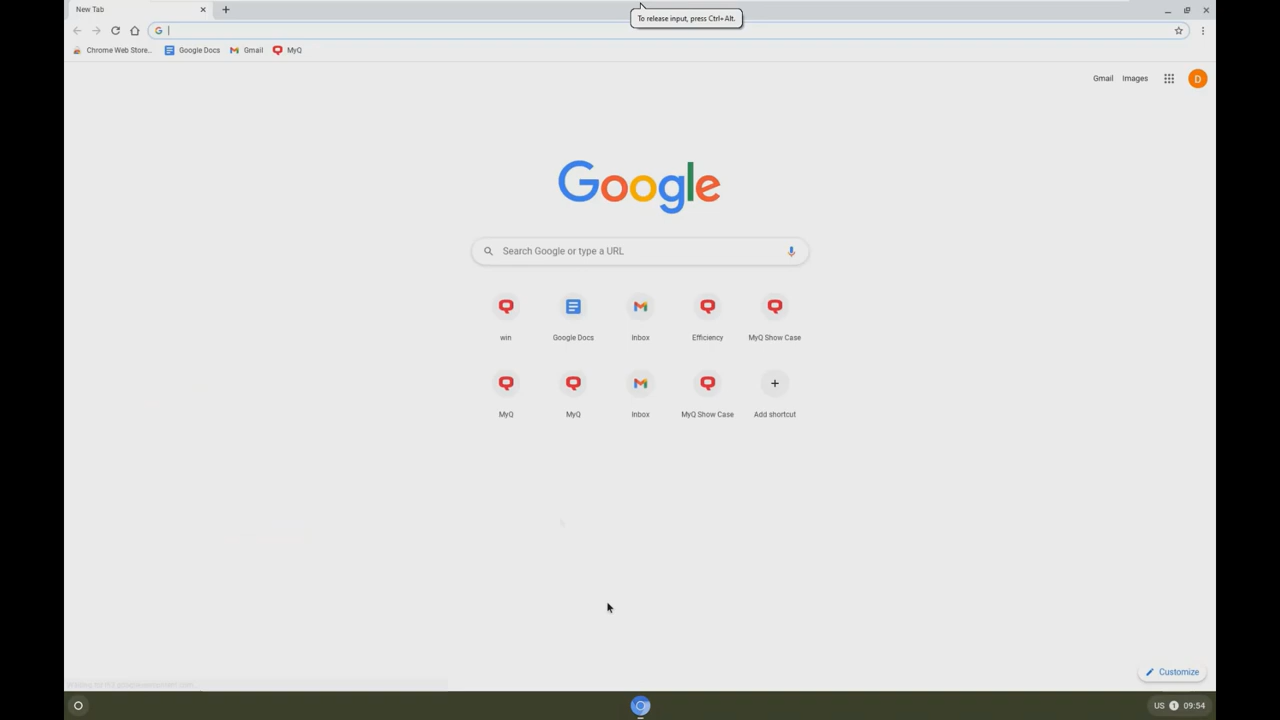 New Tab
To release input, press Ctrl+Alt.
Chrome Web Store...
Google Docs
Gmail
MyQ
Gmail
Images
D
Google
Search Google or type a URL
win
Google Docs
Inbox
Efficiency
MyQ Show Case
MyQ
MyQ
Inbox
MyQ Show Case
Add shortcut
Customize
US
1
09:54